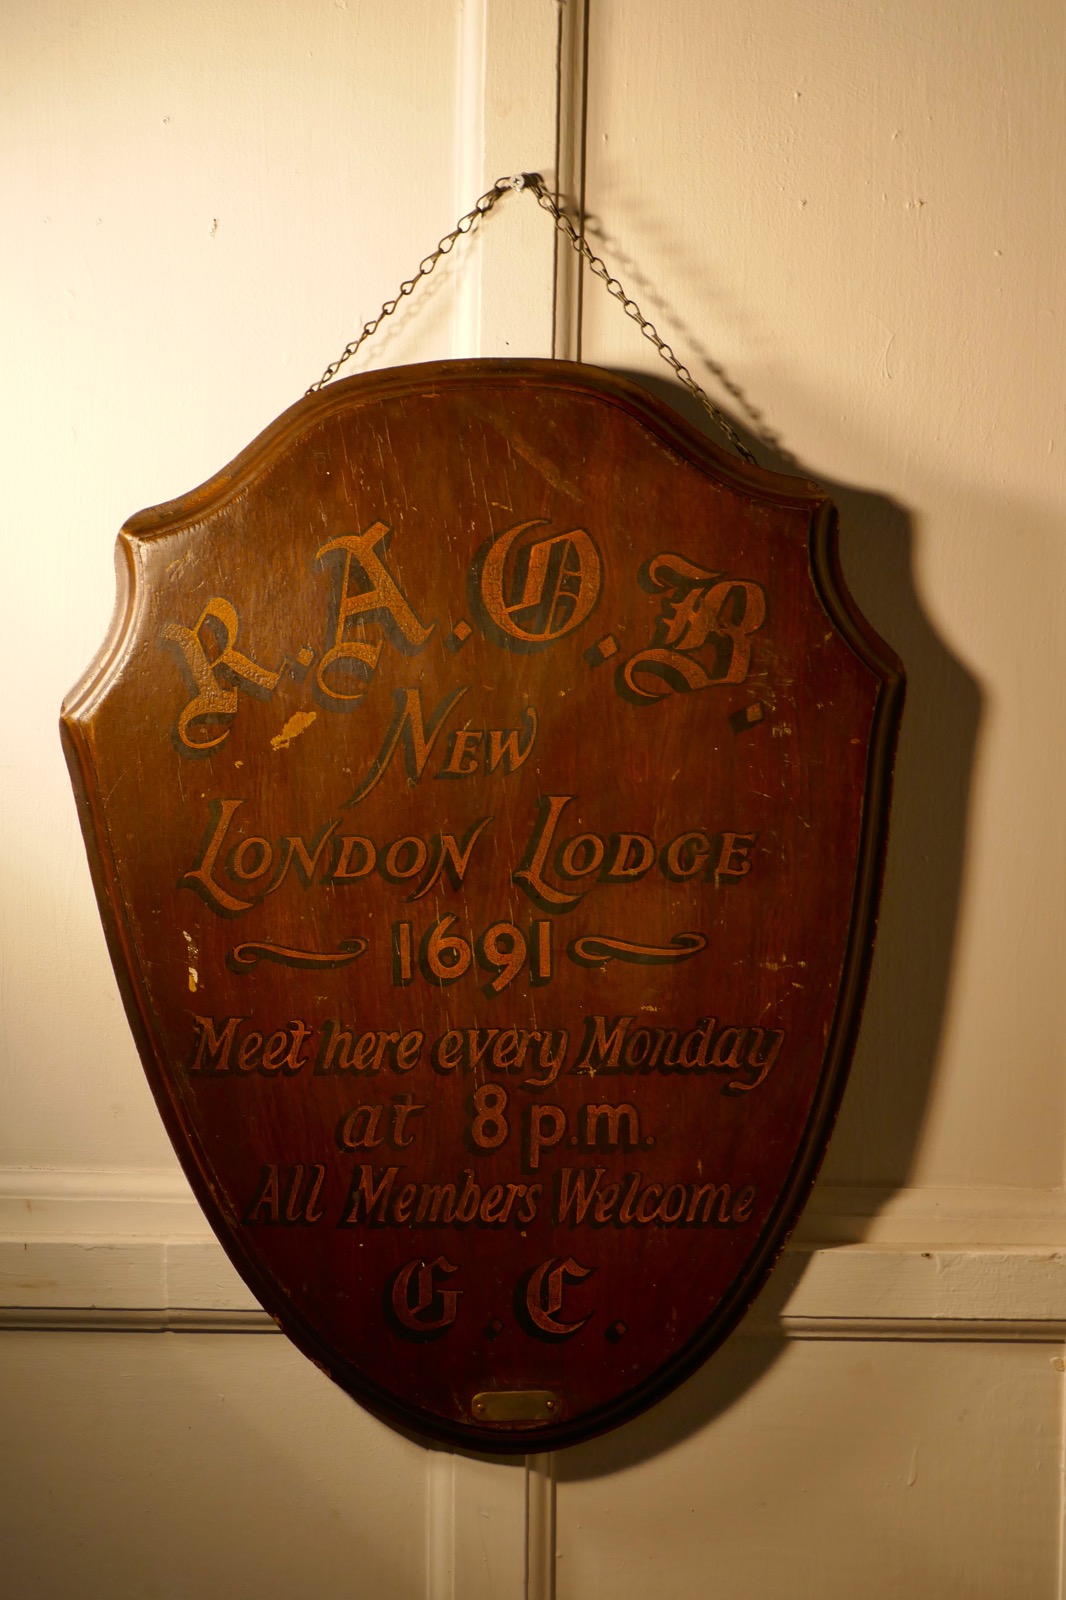 R.A.O.B.
NEW
LONDON LODGE
1691
Meet here every Monday
at 8 p.m.
All Members Welcome
G.C.